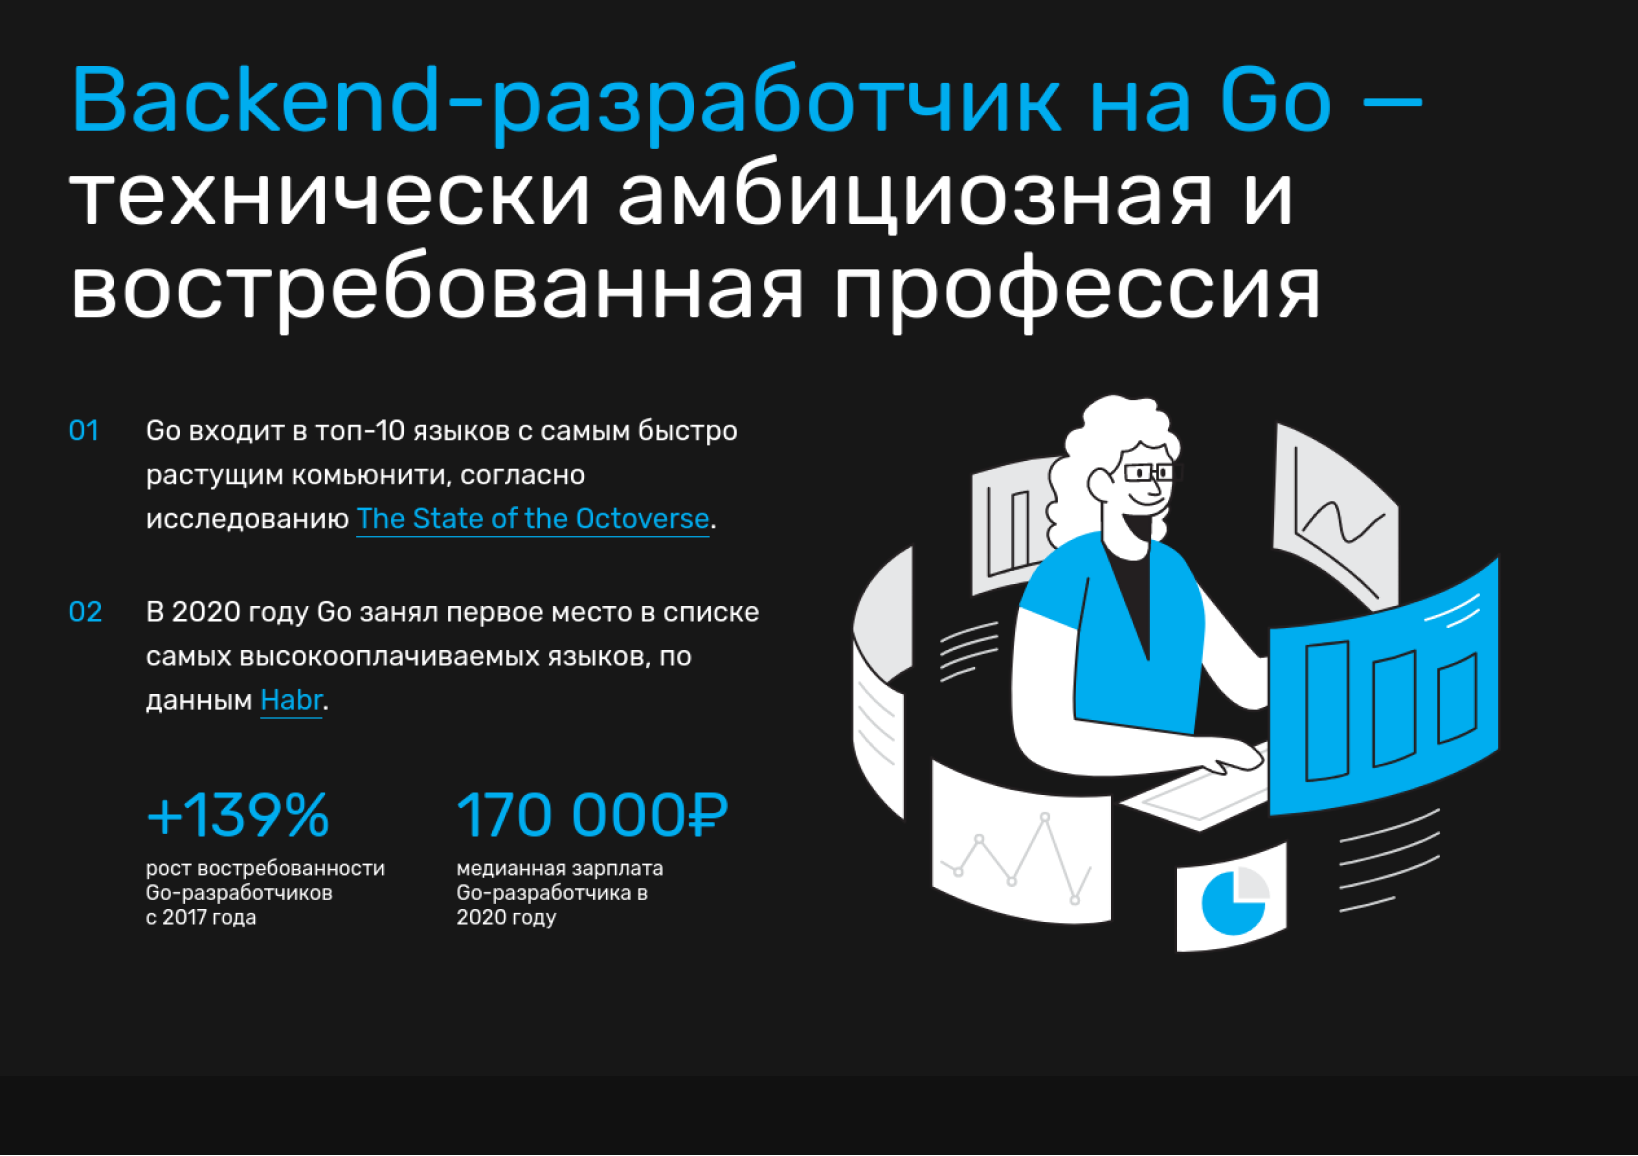 Backend-разработчик на Go —
технически амбициозная и
востребованная профессия
01
Go входит в топ-10 языков с самым быстро
растущим комьюнити, согласно
исследованию The State of the Octoverse.
02
В 2020 году Go занял первое место в списке
самых высокооплачиваемых языков, по
данным Habr.
+139%
рост востребованности
Go-разработчиков
с 2017 года
170 000₽
медианная зарплата
Go-разработчика в
2020 году